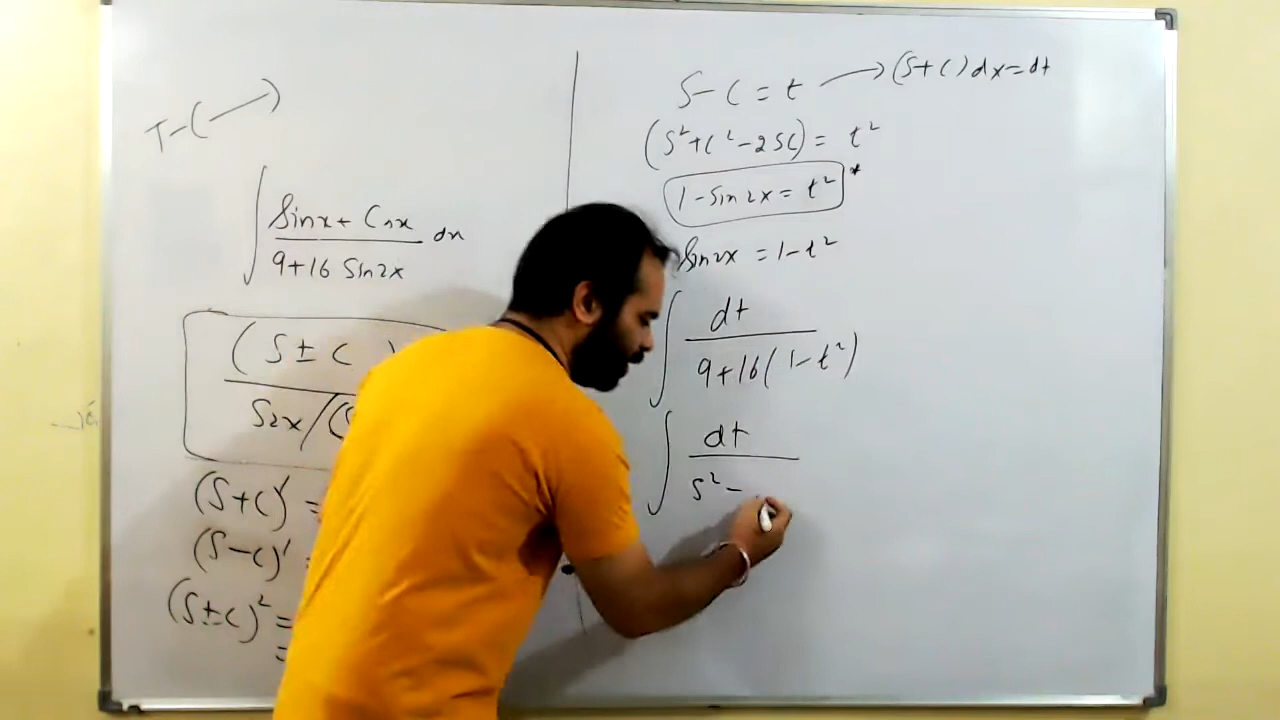 T-C →
∫ Sinx + Cosx / 9+16 Sin2x dx
(S ± C )
S2x/(S
(S+C)' =
(S-C)'
(S±C)² =
=
S-C = t → (S+C)dx = dt
(S²+C²-2SC) = t²
1-Sin2x = t² *
Sin2x = 1-t²
∫ dt / 9+16(1-t²)
∫ dt / 5² -